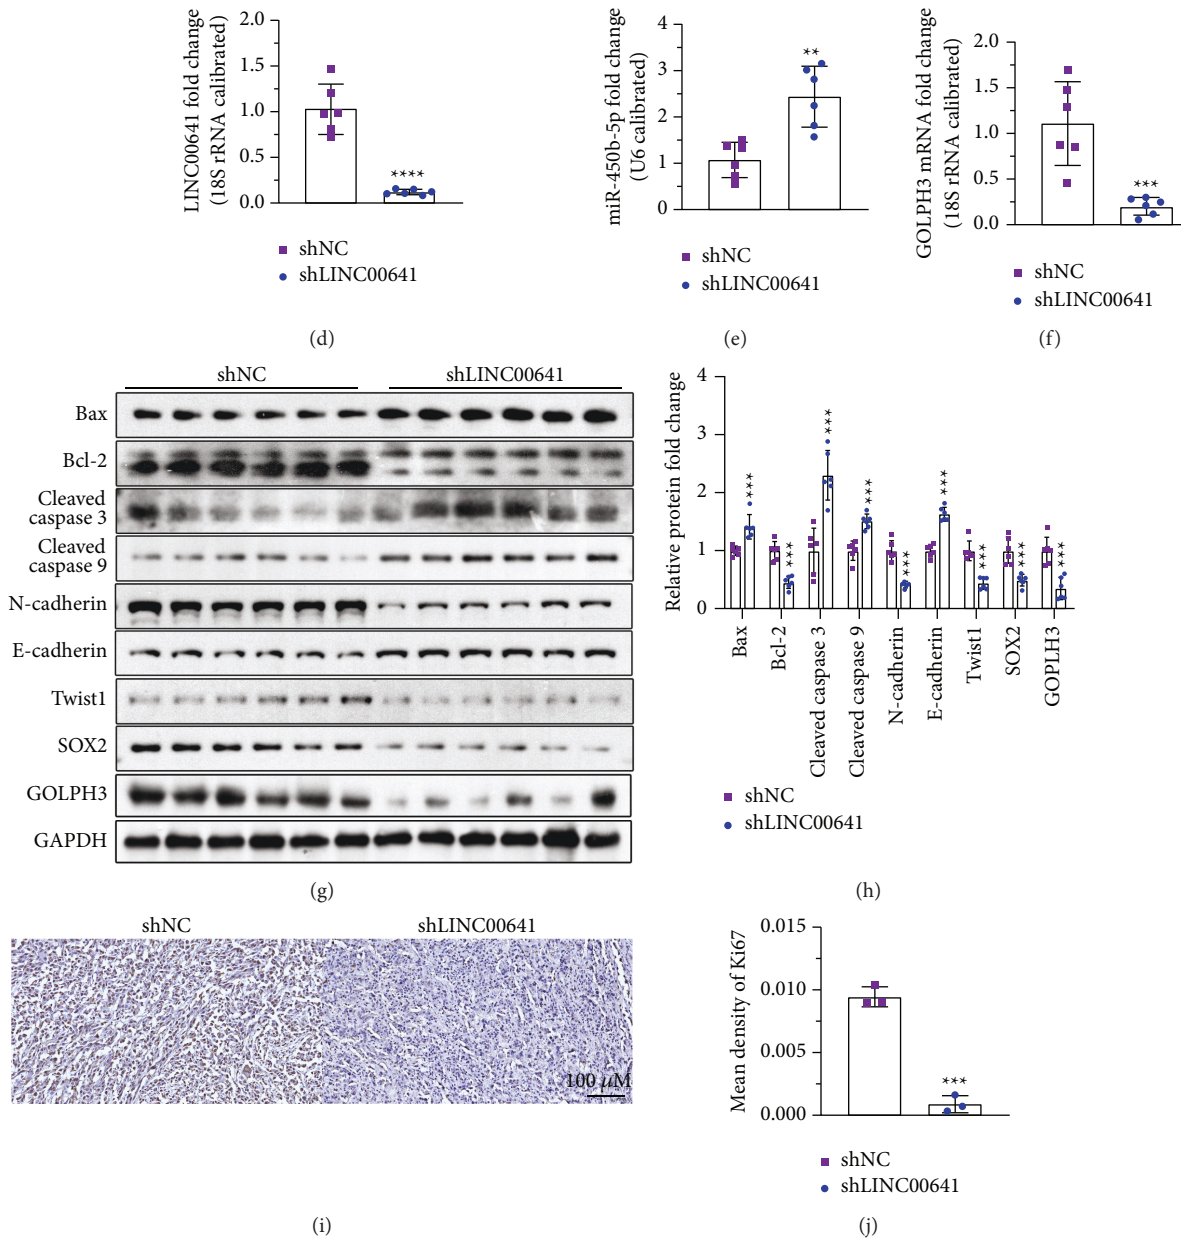 LINC00641 fold change
(18S rRNA calibrated)
2.0
1.5
1.0
0.5
0.0
****
shNC
shLINC00641
(d)
miR-450b-5p fold change
(U6 calibrated)
4
3
2
1
0
**
shNC
shLINC00641
(e)
GOLPH3 mRNA fold change
(18S rRNA calibrated)
2.0
1.5
1.0
0.5
0.0
***
shNC
shLINC00641
(f)
shNC
shLINC00641
Bax
Bcl-2
Cleaved
caspase 3
Cleaved
caspase 9
N-cadherin
E-cadherin
Twist1
SOX2
GOLPH3
GAPDH
(g)
Relative protein fold change
4
3
2
1
0
***
***
***
***
***
***
***
***
***
Bax
Bcl-2
Cleaved caspase 3
Cleaved caspase 9
N-cadherin
E-cadherin
Twist1
SOX2
GOPLH3
shNC
shLINC00641
(h)
shNC
shLINC00641
100 μM
(i)
Mean density of Ki67
0.015
0.010
0.005
0.000
***
shNC
shLINC00641
(j)